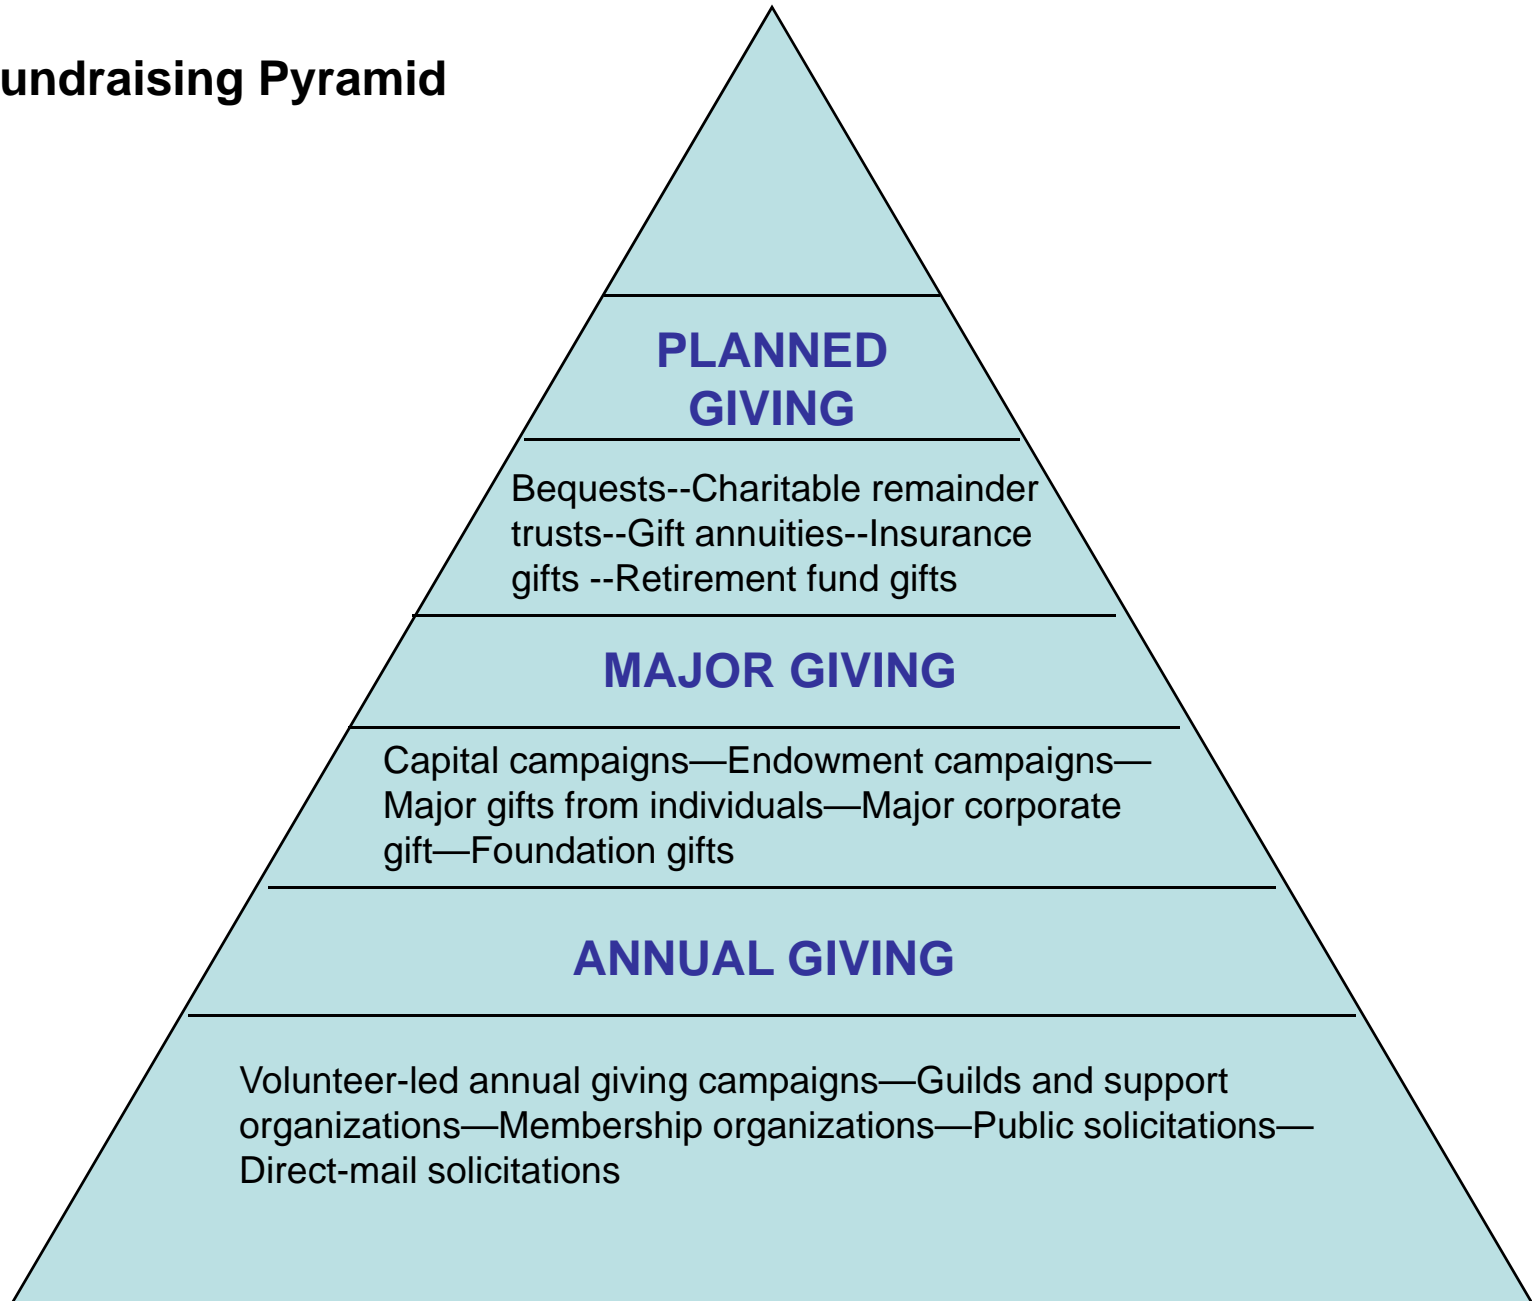 undraising Pyramid
PLANNED
GIVING
Bequests--Charitable remainder
trusts--Gift annuities--Insurance
gifts --Retirement fund gifts
MAJOR GIVING
Capital campaigns—Endowment campaigns—
Major gifts from individuals—Major corporate
gift—Foundation gifts
ANNUAL GIVING
Volunteer-led annual giving campaigns—Guilds and support
organizations—Membership organizations—Public solicitations—
Direct-mail solicitations